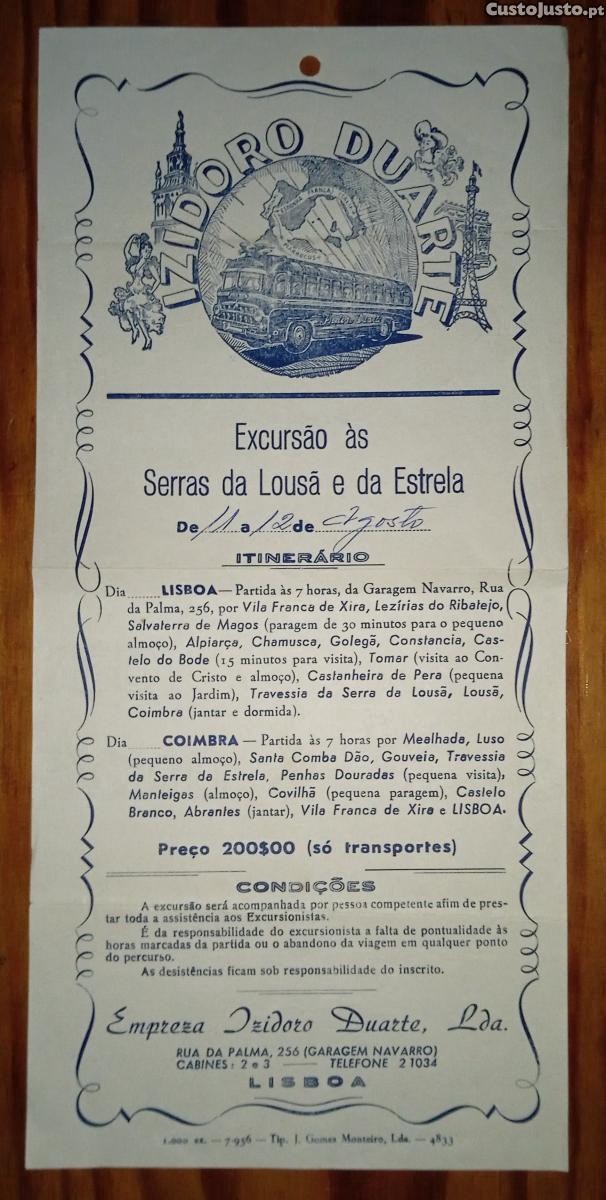 CustoJusto.pt
IZIDORO DUARTE
Excursão às
Serras da Lousã e da Estrela
De 11 a 12 de Agosto
ITINERÁRIO
Dia ...... LISBOA — Partida às 7 horas, da Garagem Navarro, Rua
da Palma, 256, por Vila Franca de Xira, Lezírias do Ribatejo,
Salvaterra de Magos (paragem de 30 minutos para o pequeno
almoço), Alpiarça, Chamusca, Golegã, Constancia, Cas-
telo do Bode (15 minutos para visita), Tomar (visita ao Con-
vento de Cristo e almoço), Castanheira de Pera (pequena
visita ao Jardim), Travessia da Serra da Lousã, Lousã,
Coimbra (jantar e dormida).
Dia ...... COIMBRA — Partida às 7 horas por Mealhada, Luso
(pequeno almoço), Santa Comba Dão, Gouveia, Travessia
da Serra da Estrela, Penhas Douradas (pequena visita),
Manteigas (almoço), Covilhã (pequena paragem), Castelo
Branco, Abrantes (jantar), Vila Franca de Xira e LISBOA.
Preço 200$00 (só transportes)
CONDIÇÕES
A excursão será acompanhada por pessoa competente afim de pres-
tar toda a assistência aos Excursionistas.
É da responsabilidade do excursionista a falta de pontualidade às
horas marcadas da partida ou o abandono da viagem em qualquer ponto
do percurso.
As desistências ficam sob responsabilidade do inscrito.
Empreza Izidoro Duarte, Lda.
RUA DA PALMA, 256 (GARAGEM NAVARRO)
CABINES: 2 e 3 — TELEFONE 2 1034
LISBOA
1.000 ex. — 7-956 — Tip. J. Gomes Monteiro, Lda. — 4833